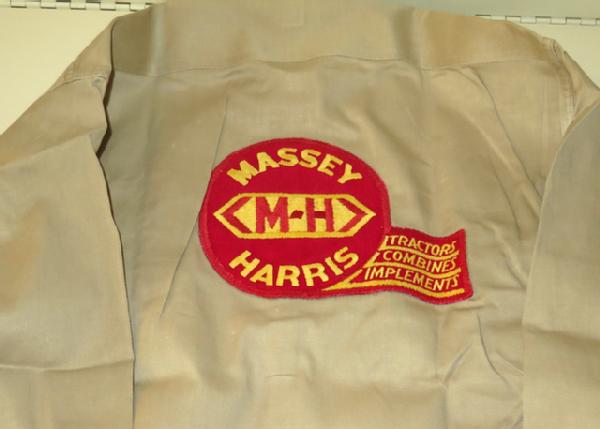 MASSEY
M-H
HARRIS
TRACTORS
COMBINES
IMPLEMENTS